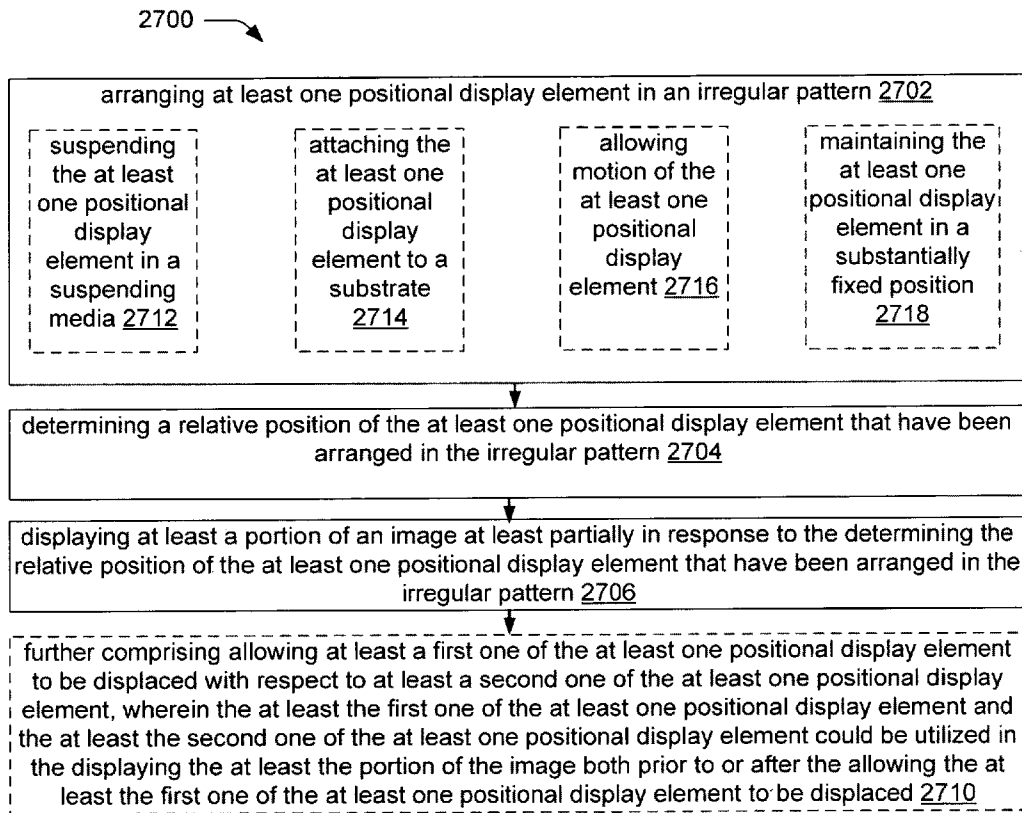 2700
arranging at least one positional display element in an irregular pattern 2702
suspending
the at least
one positional
display
element in a
suspending
media 2712
attaching the
at least one
positional
display
element to a
substrate
2714
allowing
motion of the
at least one
positional
display
element 2716
maintaining the
at least one
positional display
element in a
substantially
fixed position
2718
determining a relative position of the at least one positional display element that have been
arranged in the irregular pattern 2704
displaying at least a portion of an image at least partially in response to the determining the
relative position of the at least one positional display element that have been arranged in the
irregular pattern 2706
further comprising allowing at least a first one of the at least one positional display element
to be displaced with respect to at least a second one of the at least one positional display
element, wherein the at least the first one of the at least one positional display element and
the at least the second one of the at least one positional display element could be utilized in
the displaying the at least the portion of the image both prior to or after the allowing the at
least the first one of the at least one positional display element to be displaced 2710